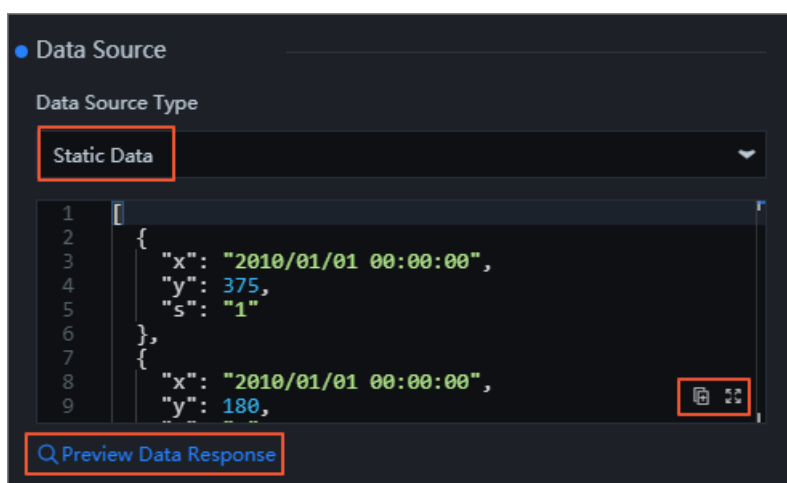 Data Source
Data Source Type
Static Data
1 [
2 {
3 "x": "2010/01/01 00:00:00",
4 "y": 375,
5 "s": "1"
6 },
7 {
8 "x": "2010/01/01 00:00:00",
9 "y": 180,
Preview Data Response